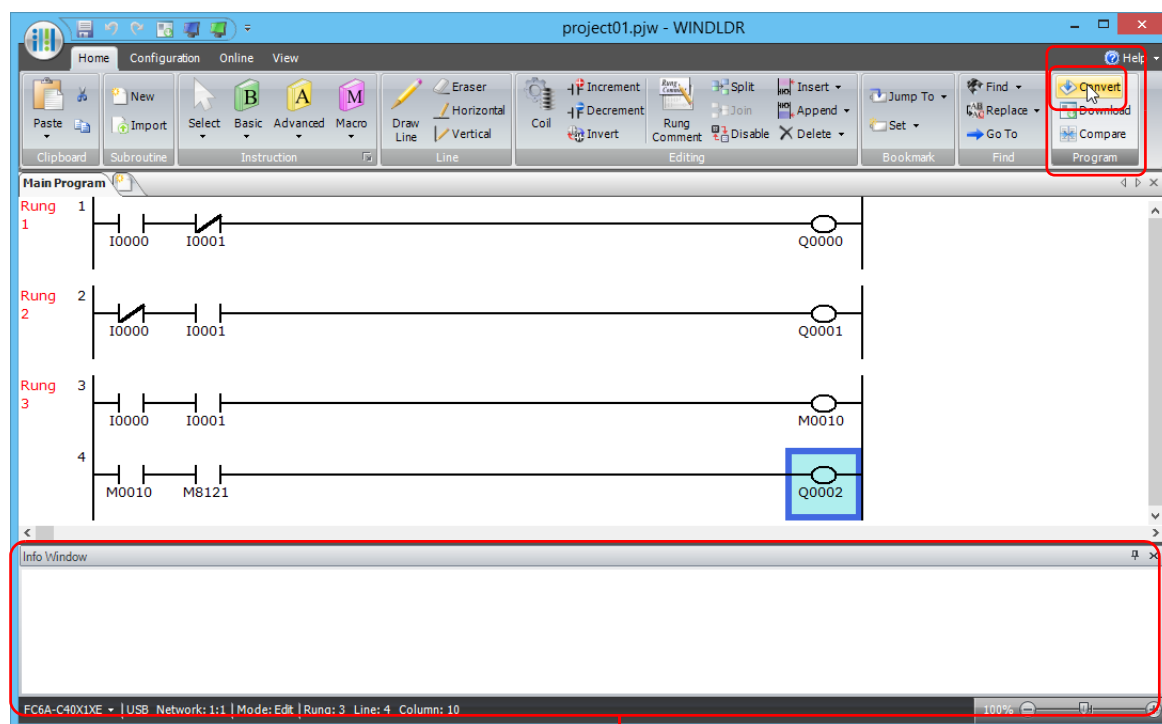 project01.pjw - WINDLDR
Home Configuration Online View Help
Paste New Import Select Basic Advanced Macro Draw Line Eraser Horizontal Vertical Coil Increment Decrement Invert Rung Comment Split Join Disable Insert Append Delete Jump To Set Find Replace Go To Convert Download Compare
Clipboard Subroutine Instruction Line Editing Bookmark Find Program
Main Program
Rung 1 1
I0000 I0001 Q0000
Rung 2 2
I0000 I0001 Q0001
Rung 3 3
I0000 I0001 M0010
4
M0010 M8121 Q0002
Info Window
FC6A-C40X1XE USB Network: 1:1 Mode: Edit Rung: 3 Line: 4 Column: 10 100%